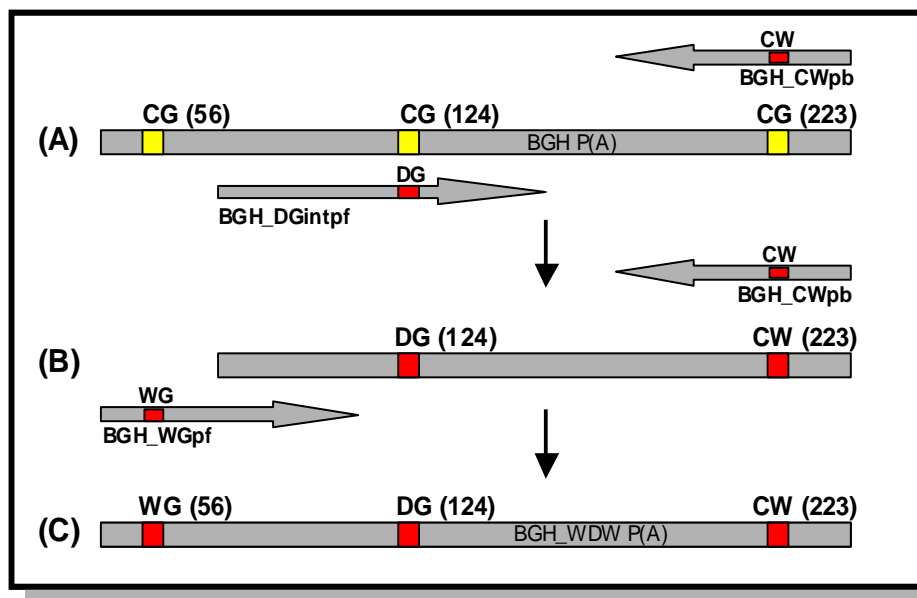 CW
BGH_CWpb
CG (56) CG (124) CG (223)
(A) BGH P(A)
DG
BGH_DGintpf
CW
BGH_CWpb
DG (124) CW (223)
(B)
WG
BGH_WGpf
WG (56) DG (124) CW (223)
(C) BGH_WDW P(A)